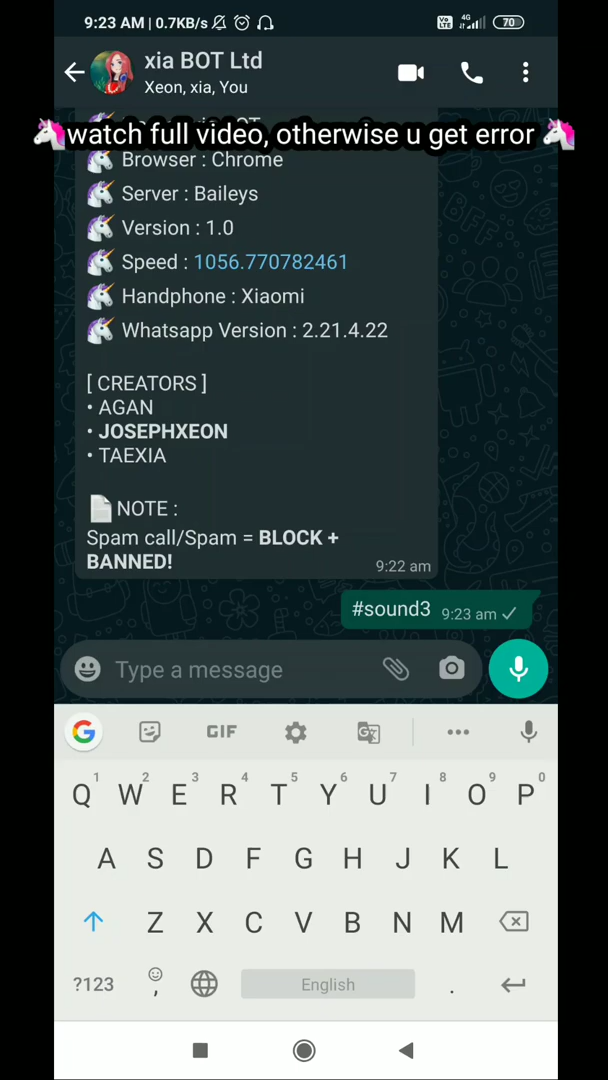 9:23 AM | 0.7KB/s
Vo LTE
4G
70
xia BOT Ltd
Xeon, xia, You
watch full video, otherwise u get error
Browser : Chrome
Server : Baileys
Version : 1.0
Speed : 1056.770782461
Handphone : Xiaomi
Whatsapp Version : 2.21.4.22
[ CREATORS ]
• AGAN
• JOSEPHXEON
• TAEXIA
NOTE :
Spam call/Spam = BLOCK +
BANNED!
9:22 am
#sound3 9:23 am
Type a message
GIF
1 2 3 4 5 6 7 8 9 0
Q W E R T Y U I O P
A S D F G H J K L
Z X C V B N M
?123 , English .